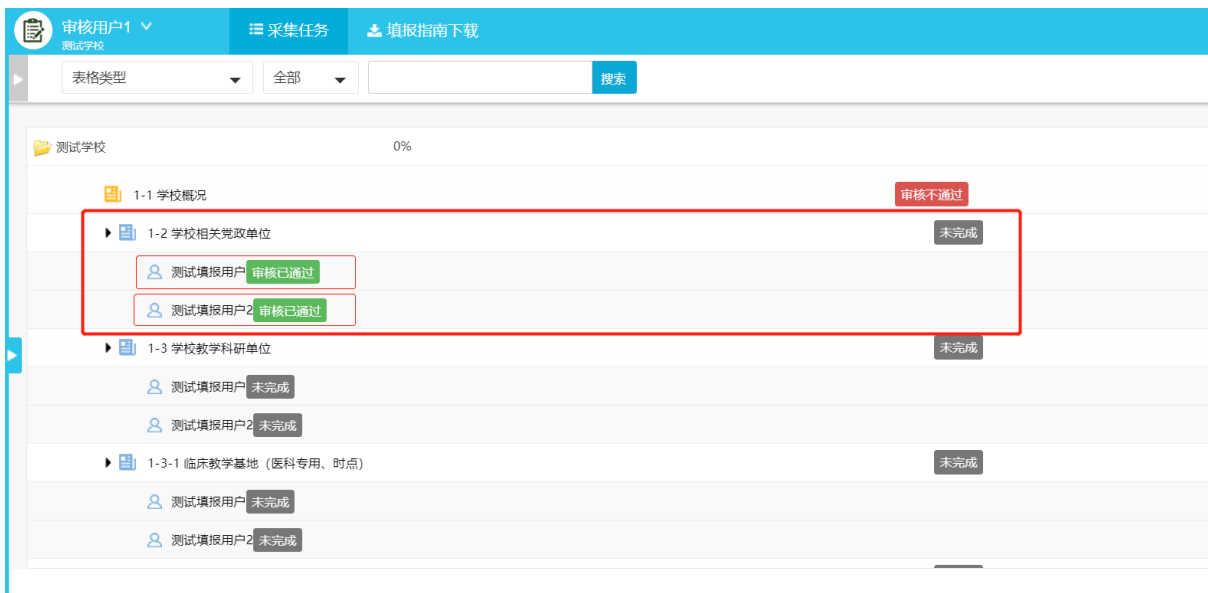 审核用户1
测试学校
采集任务
填报指南下载
表格类型
全部
搜索
测试学校 0%
1-1 学校概况 审核不通过
1-2 学校相关党政单位 未完成
测试填报用户 审核已通过
测试填报用户2 审核已通过
1-3 学校教学科研单位 未完成
测试填报用户 未完成
测试填报用户2 未完成
1-3-1 临床教学基地（医科专用、时点） 未完成
测试填报用户 未完成
测试填报用户2 未完成